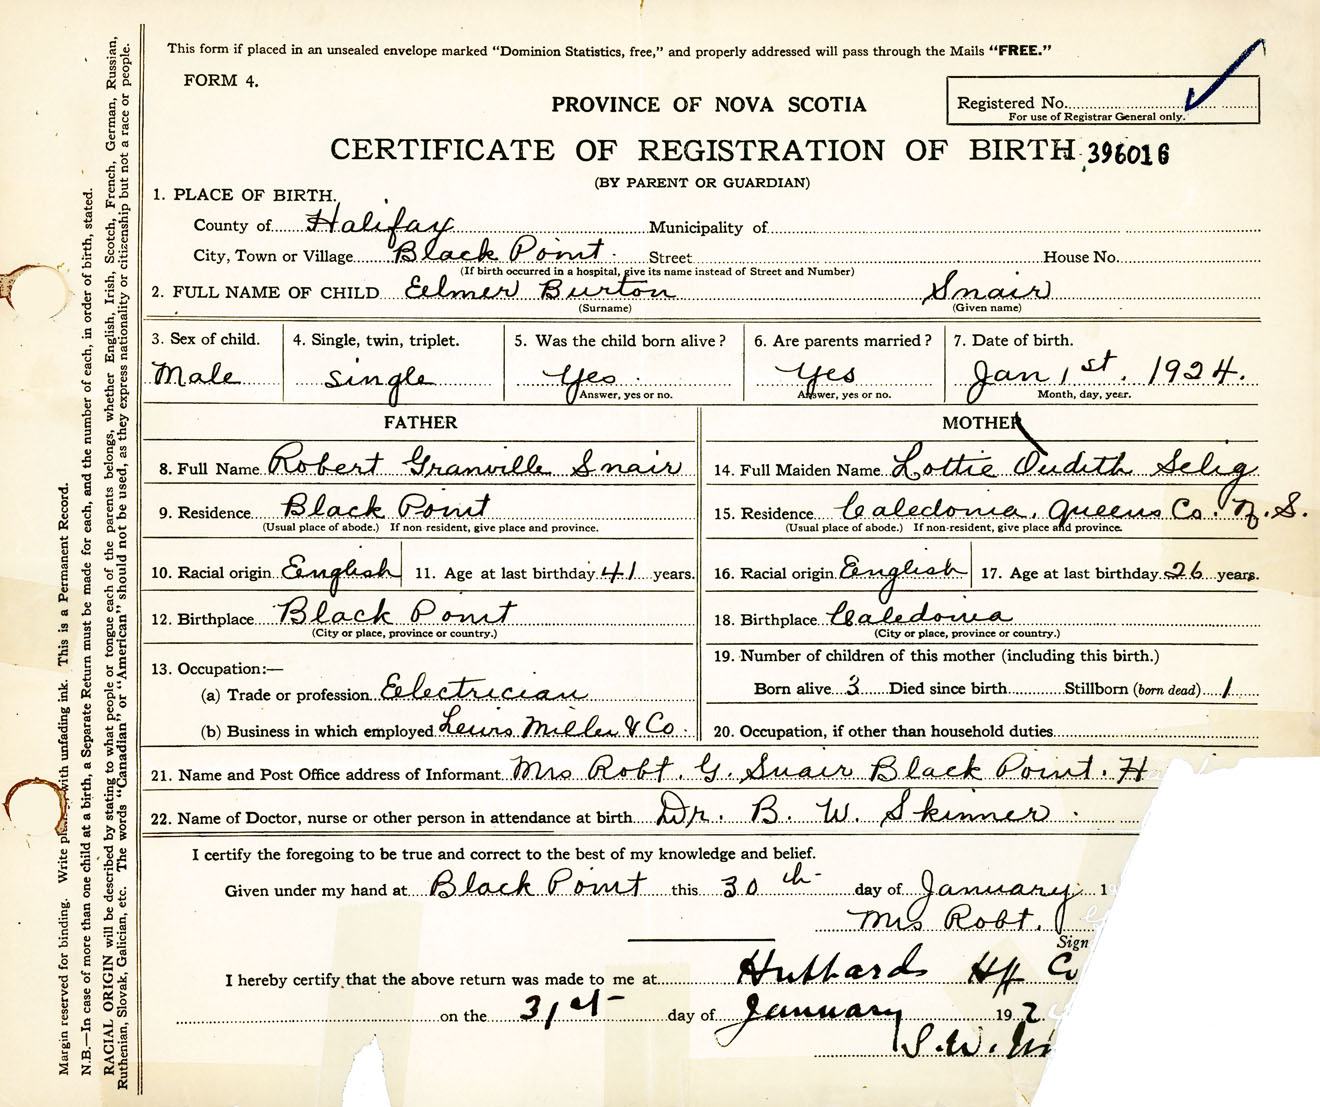 This form if placed in an unsealed envelope marked "Dominion Statistics, free," and properly addressed will pass through the Mails "FREE."
FORM 4.
PROVINCE OF NOVA SCOTIA
Registered No.
For use of Registrar General only.
CERTIFICATE OF REGISTRATION OF BIRTH 396016
(BY PARENT OR GUARDIAN)
1. PLACE OF BIRTH.
County of Halifax Municipality of
City, Town or Village Black Point Street House No.
(If birth occurred in a hospital, give its name instead of Street and Number)
2. FULL NAME OF CHILD Eelmer Burton Snair
(Surname) (Given name)
3. Sex of child. 4. Single, twin, triplet. 5. Was the child born alive? 6. Are parents married? 7. Date of birth.
Male single Yes Yes Jan 1st. 1924.
Answer, yes or no. Answer, yes or no. Month, day, year.
FATHER MOTHER
8. Full Name Robert Granville Snair 14. Full Maiden Name Lottie Oudith Selig
9. Residence Black Point 15. Residence Caledonia, Queens Co. N. S.
(Usual place of abode.) If non resident, give place and province. (Usual place of abode.) If non-resident, give place and province.
10. Racial origin English 11. Age at last birthday 41 years. 16. Racial origin English 17. Age at last birthday 26 years.
12. Birthplace Black Point 18. Birthplace Caledonia
(City or place, province or country.) (City or place, province or country.)
13. Occupation:— 19. Number of children of this mother (including this birth.)
(a) Trade or profession Eelectrician Born alive 3 Died since birth Stillborn (born dead) 1
(b) Business in which employed Lewis Miller & Co. 20. Occupation, if other than household duties
21. Name and Post Office address of Informant Mrs Robt. G. Snair Black Point. H
22. Name of Doctor, nurse or other person in attendance at birth Dr. B. W. Skinner.
I certify the foregoing to be true and correct to the best of my knowledge and belief.
Given under my hand at Black Point this 30th day of January 1
Mrs Robt.
Sign
I hereby certify that the above return was made to me at Hubbards Hfx Co
on the 31st day of January 192
S. W.
Margin reserved for binding. Write with unfading ink. This is a Permanent Record.
N.B.—In case of more than one child at a birth, a Separate Return must be made for each, and the number of each, in order of birth, stated.
RACIAL ORIGIN will be described by stating to what people or tongue each of the parents belongs, whether English, Irish, Scotch, French, German, Russian,
Ruthenian, Slovak, Galician, etc. The words "Canadian" or "American" should not be used, as they express nationality or citizenship but not a race or people.